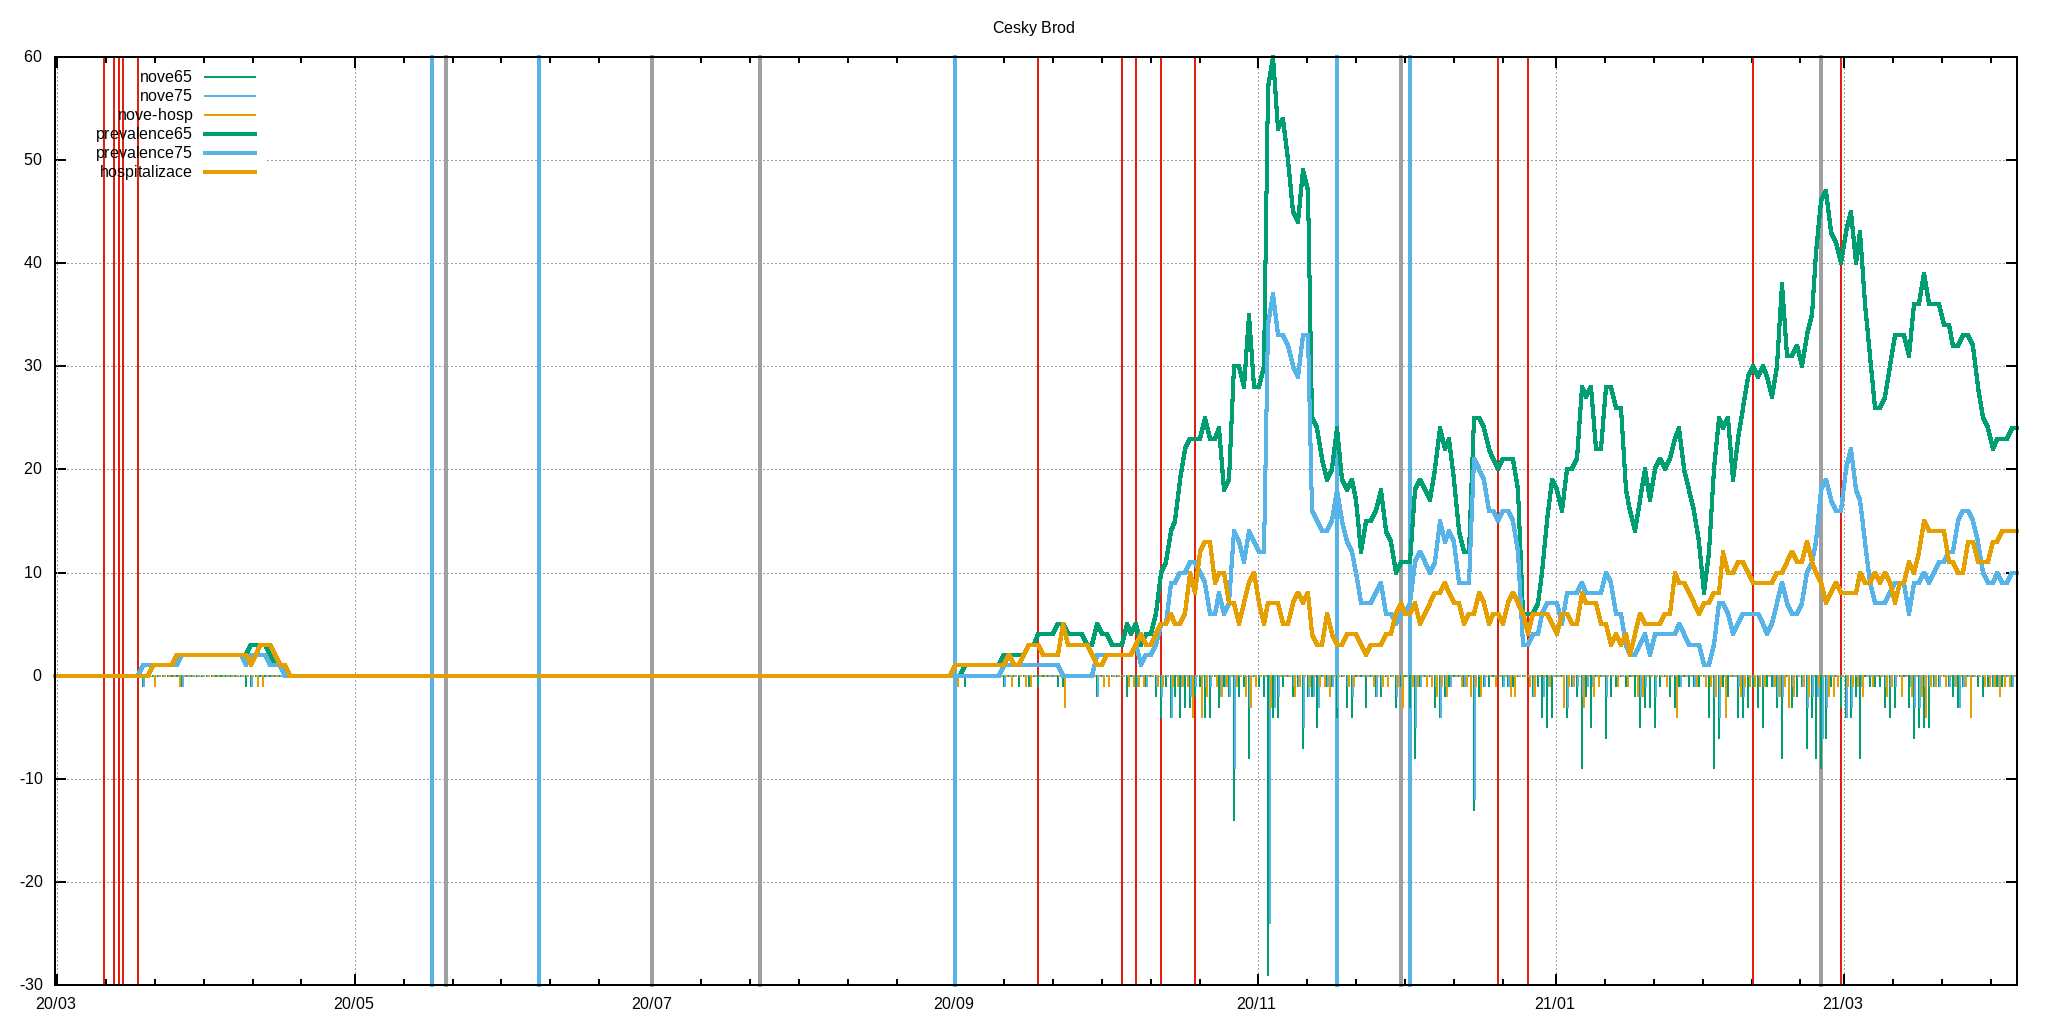 Cesky Brod
60
50
40
30
20
10
0
-10
-20
-30
nove65
nove75
nove-hosp
prevalence65
prevalence75
hospitalizace
20/03 20/05 20/07 20/09 20/11 21/01 21/03